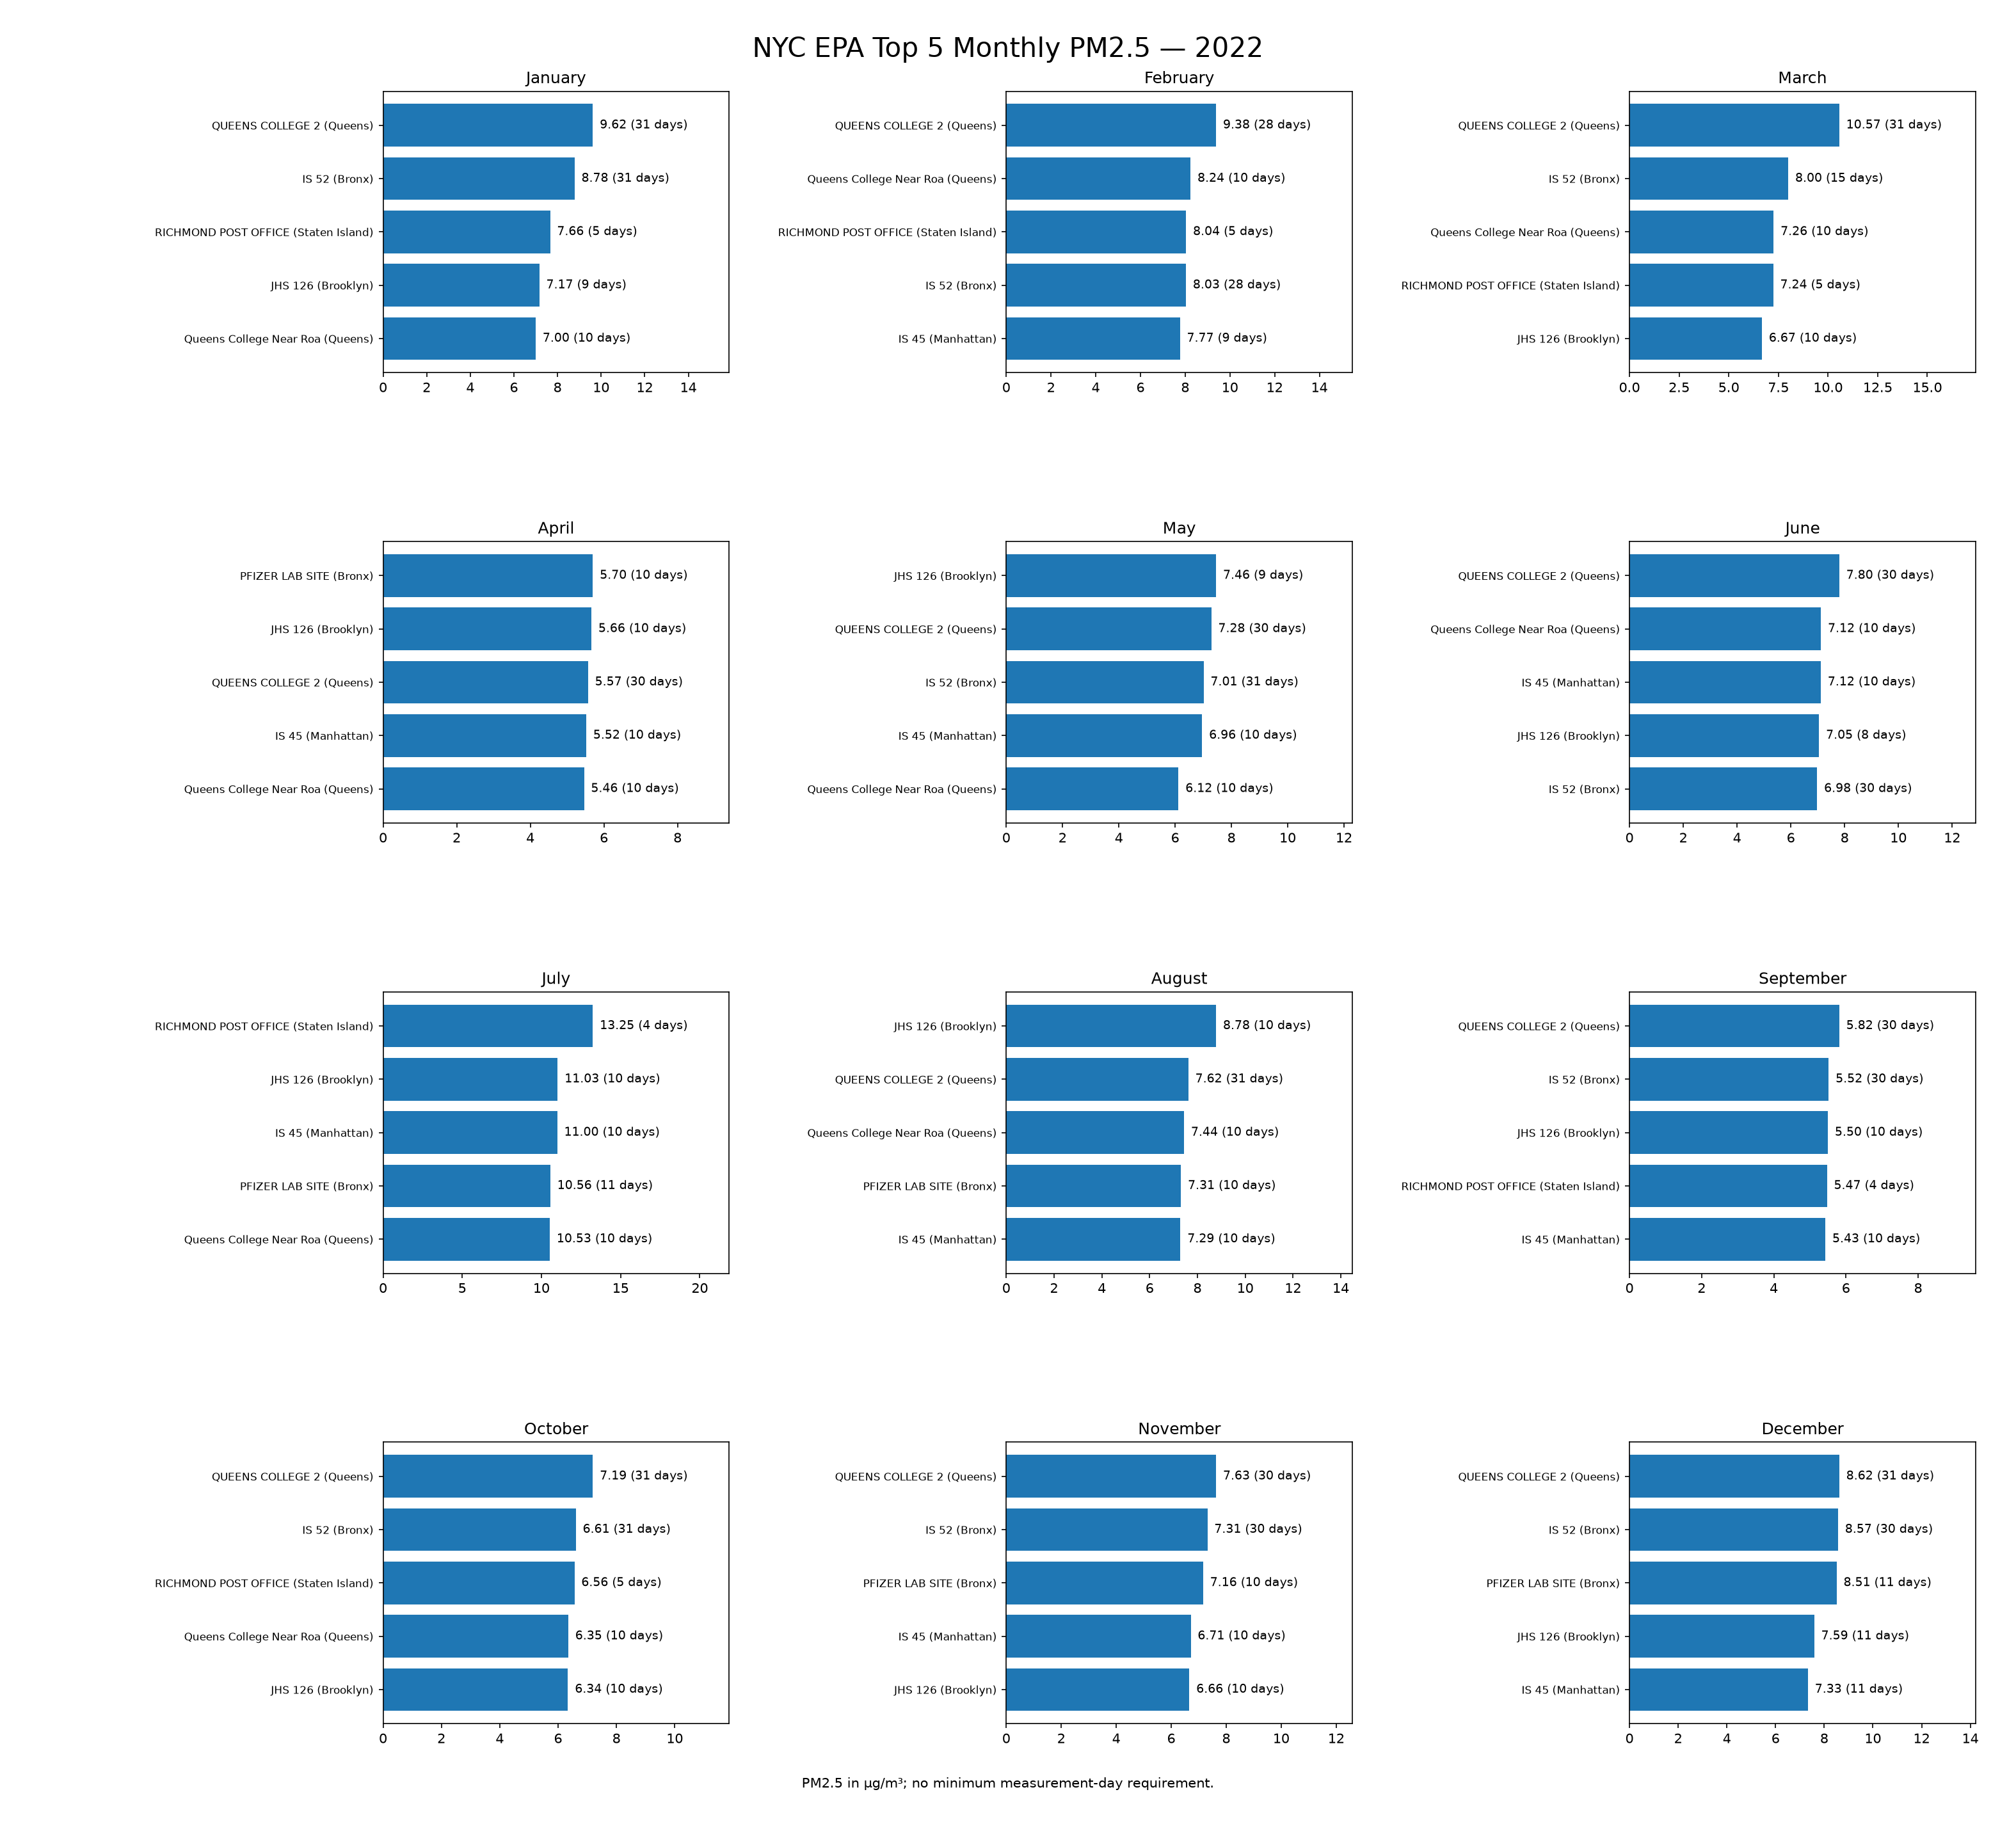 NYC EPA Top 5 Monthly PM2.5 — 2022
January
QUEENS COLLEGE 2 (Queens) 9.62 (31 days)
IS 52 (Bronx) 8.78 (31 days)
RICHMOND POST OFFICE (Staten Island) 7.66 (5 days)
JHS 126 (Brooklyn) 7.17 (9 days)
Queens College Near Roa (Queens) 7.00 (10 days)
0 2 4 6 8 10 12 14
February
QUEENS COLLEGE 2 (Queens) 9.38 (28 days)
Queens College Near Roa (Queens) 8.24 (10 days)
RICHMOND POST OFFICE (Staten Island) 8.04 (5 days)
IS 52 (Bronx) 8.03 (28 days)
IS 45 (Manhattan) 7.77 (9 days)
0 2 4 6 8 10 12 14
March
QUEENS COLLEGE 2 (Queens) 10.57 (31 days)
IS 52 (Bronx) 8.00 (15 days)
Queens College Near Roa (Queens) 7.26 (10 days)
RICHMOND POST OFFICE (Staten Island) 7.24 (5 days)
JHS 126 (Brooklyn) 6.67 (10 days)
0.0 2.5 5.0 7.5 10.0 12.5 15.0
April
PFIZER LAB SITE (Bronx) 5.70 (10 days)
JHS 126 (Brooklyn) 5.66 (10 days)
QUEENS COLLEGE 2 (Queens) 5.57 (30 days)
IS 45 (Manhattan) 5.52 (10 days)
Queens College Near Roa (Queens) 5.46 (10 days)
0 2 4 6 8
May
JHS 126 (Brooklyn) 7.46 (9 days)
QUEENS COLLEGE 2 (Queens) 7.28 (30 days)
IS 52 (Bronx) 7.01 (31 days)
IS 45 (Manhattan) 6.96 (10 days)
Queens College Near Roa (Queens) 6.12 (10 days)
0 2 4 6 8 10 12
June
QUEENS COLLEGE 2 (Queens) 7.80 (30 days)
Queens College Near Roa (Queens) 7.12 (10 days)
IS 45 (Manhattan) 7.12 (10 days)
JHS 126 (Brooklyn) 7.05 (8 days)
IS 52 (Bronx) 6.98 (30 days)
0 2 4 6 8 10 12
July
RICHMOND POST OFFICE (Staten Island) 13.25 (4 days)
JHS 126 (Brooklyn) 11.03 (10 days)
IS 45 (Manhattan) 11.00 (10 days)
PFIZER LAB SITE (Bronx) 10.56 (11 days)
Queens College Near Roa (Queens) 10.53 (10 days)
0 5 10 15 20
August
JHS 126 (Brooklyn) 8.78 (10 days)
QUEENS COLLEGE 2 (Queens) 7.62 (31 days)
Queens College Near Roa (Queens) 7.44 (10 days)
PFIZER LAB SITE (Bronx) 7.31 (10 days)
IS 45 (Manhattan) 7.29 (10 days)
0 2 4 6 8 10 12 14
September
QUEENS COLLEGE 2 (Queens) 5.82 (30 days)
IS 52 (Bronx) 5.52 (30 days)
JHS 126 (Brooklyn) 5.50 (10 days)
RICHMOND POST OFFICE (Staten Island) 5.47 (4 days)
IS 45 (Manhattan) 5.43 (10 days)
0 2 4 6 8
October
QUEENS COLLEGE 2 (Queens) 7.19 (31 days)
IS 52 (Bronx) 6.61 (31 days)
RICHMOND POST OFFICE (Staten Island) 6.56 (5 days)
Queens College Near Roa (Queens) 6.35 (10 days)
JHS 126 (Brooklyn) 6.34 (10 days)
0 2 4 6 8 10
November
QUEENS COLLEGE 2 (Queens) 7.63 (30 days)
IS 52 (Bronx) 7.31 (30 days)
PFIZER LAB SITE (Bronx) 7.16 (10 days)
IS 45 (Manhattan) 6.71 (10 days)
JHS 126 (Brooklyn) 6.66 (10 days)
0 2 4 6 8 10 12
December
QUEENS COLLEGE 2 (Queens) 8.62 (31 days)
IS 52 (Bronx) 8.57 (30 days)
PFIZER LAB SITE (Bronx) 8.51 (11 days)
JHS 126 (Brooklyn) 7.59 (11 days)
IS 45 (Manhattan) 7.33 (11 days)
0 2 4 6 8 10 12 14
PM2.5 in µg/m³; no minimum measurement-day requirement.